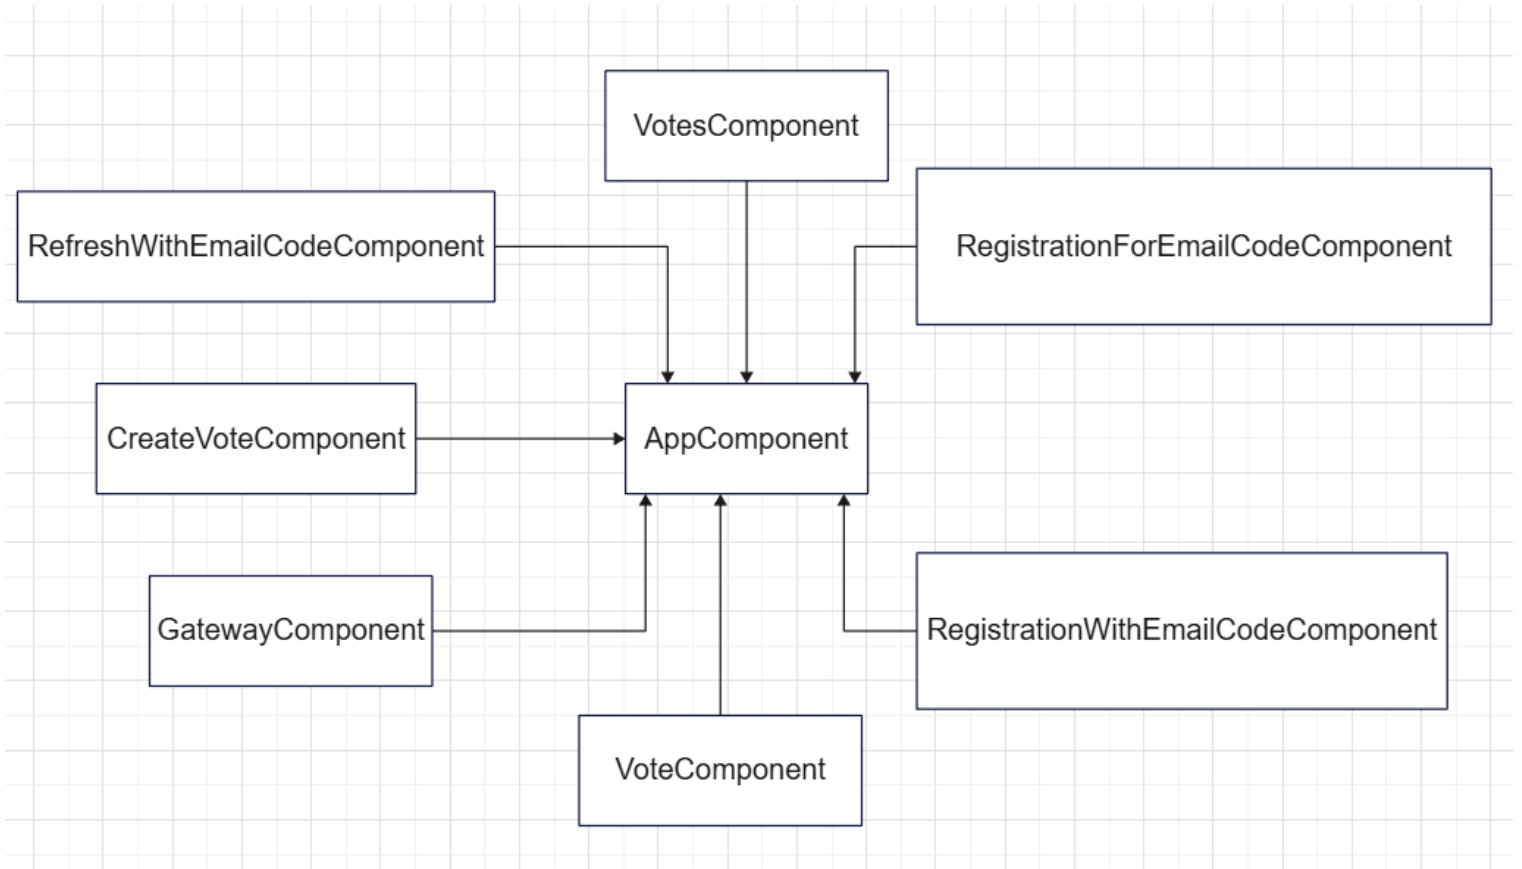 VotesComponent
RefreshWithEmailCodeComponent
RegistrationForEmailCodeComponent
CreateVoteComponent
AppComponent
GatewayComponent
RegistrationWithEmailCodeComponent
VoteComponent